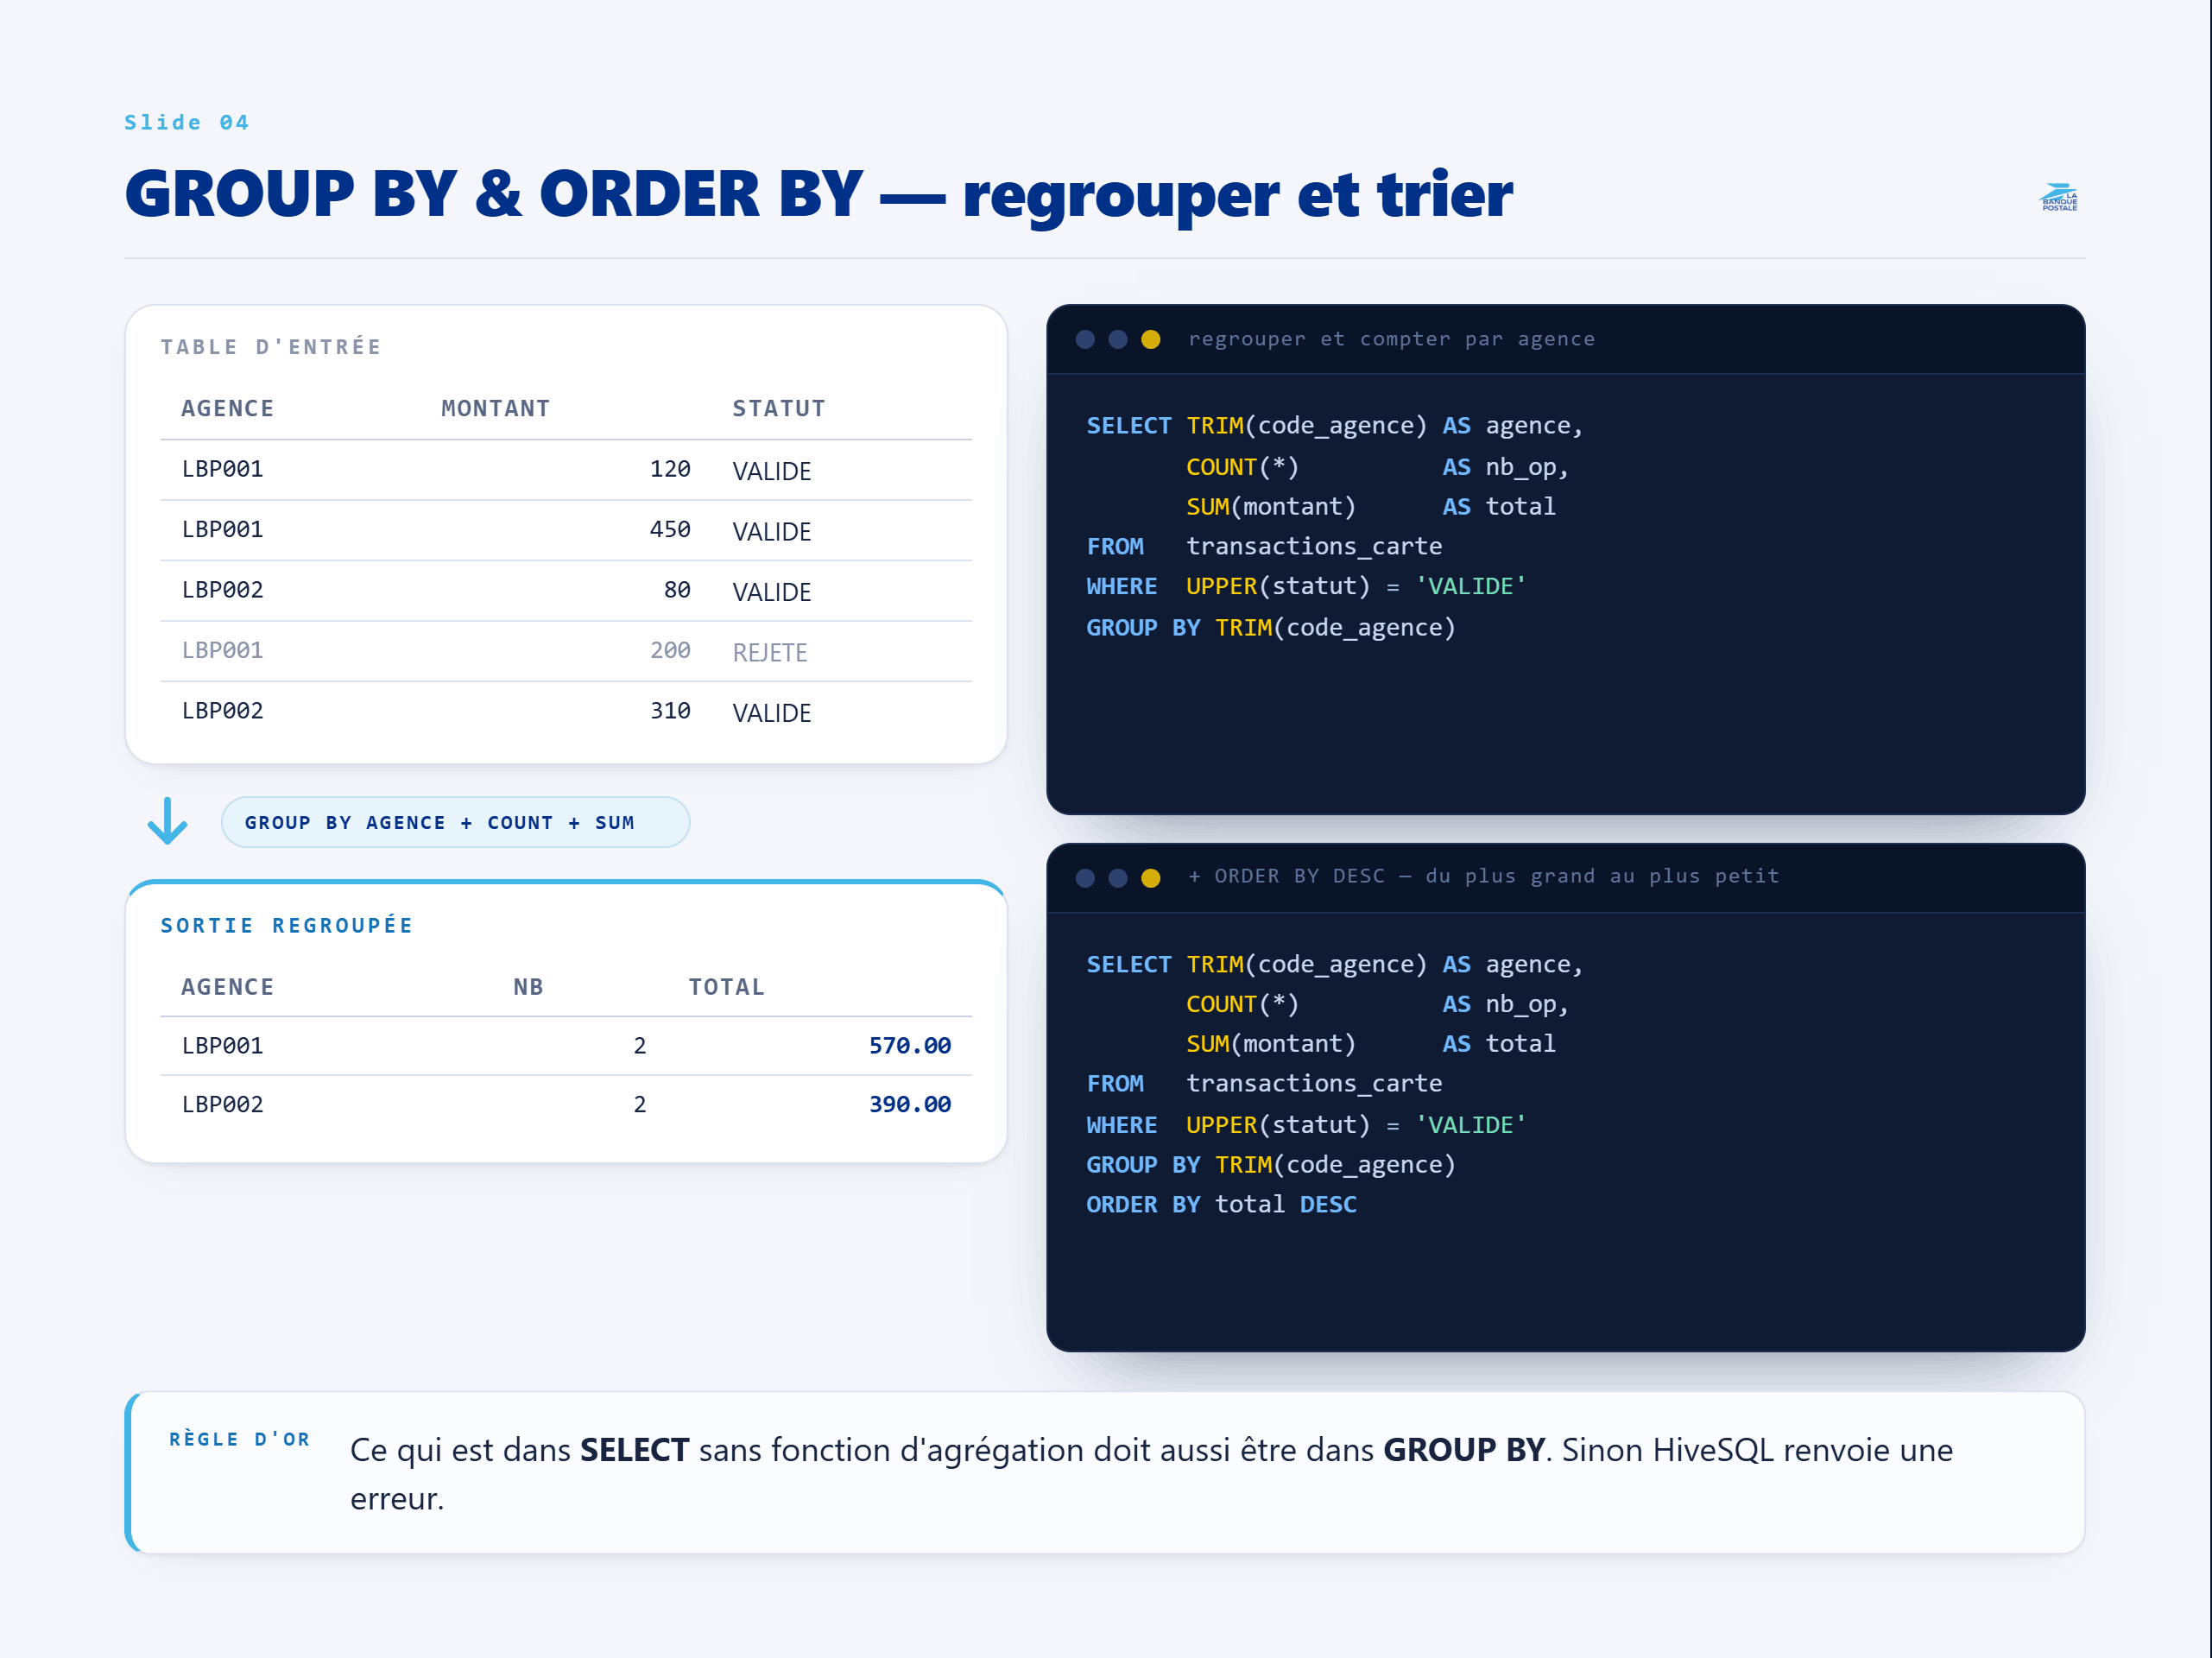 Slide 04
GROUP BY & ORDER BY — regrouper et trier
LA
BANQUE
POSTALE
TABLE D'ENTRÉE
AGENCE MONTANT STATUT
LBP001 120 VALIDE
LBP001 450 VALIDE
LBP002 80 VALIDE
LBP001 200 REJETE
LBP002 310 VALIDE
GROUP BY AGENCE + COUNT + SUM
SORTIE REGROUPÉE
AGENCE NB TOTAL
LBP001 2 570.00
LBP002 2 390.00
regrouper et compter par agence
SELECT TRIM(code_agence) AS agence,
COUNT(*) AS nb_op,
SUM(montant) AS total
FROM transactions_carte
WHERE UPPER(statut) = 'VALIDE'
GROUP BY TRIM(code_agence)
+ ORDER BY DESC — du plus grand au plus petit
SELECT TRIM(code_agence) AS agence,
COUNT(*) AS nb_op,
SUM(montant) AS total
FROM transactions_carte
WHERE UPPER(statut) = 'VALIDE'
GROUP BY TRIM(code_agence)
ORDER BY total DESC
RÈGLE D'OR
Ce qui est dans SELECT sans fonction d'agrégation doit aussi être dans GROUP BY. Sinon HiveSQL renvoie une
erreur.